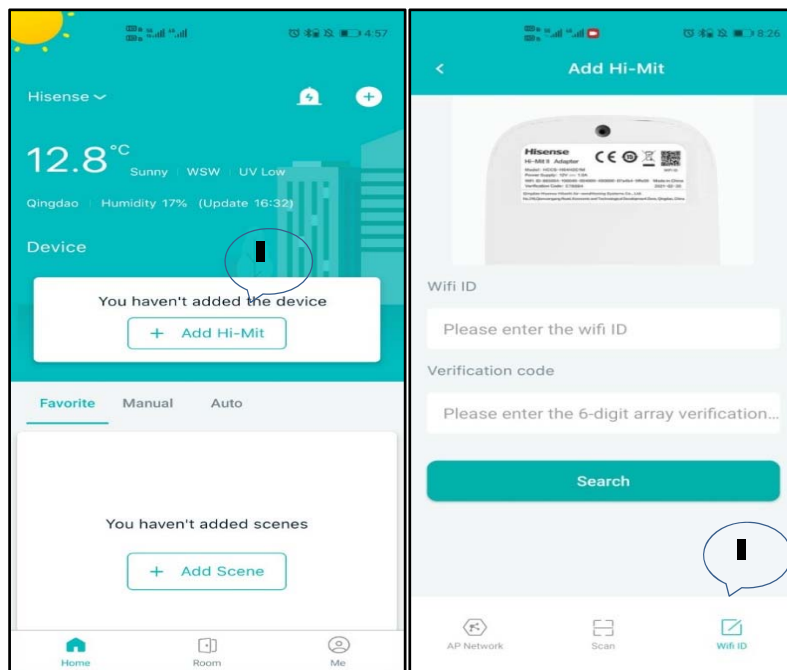 4:57
Hisense
12.8°C
Sunny WSW UV Low
Qingdao Humidity 17% (Update 16:32)
Device
You haven't added the device
+ Add Hi-Mit
Favorite Manual Auto
You haven't added scenes
+ Add Scene
Home Room Me
8:26
Add Hi-Mit
Hisense
Hi-Mit II Adapter
Wifi ID
Please enter the wifi ID
Verification code
Please enter the 6-digit array verification...
Search
AP Network Scan Wifi ID